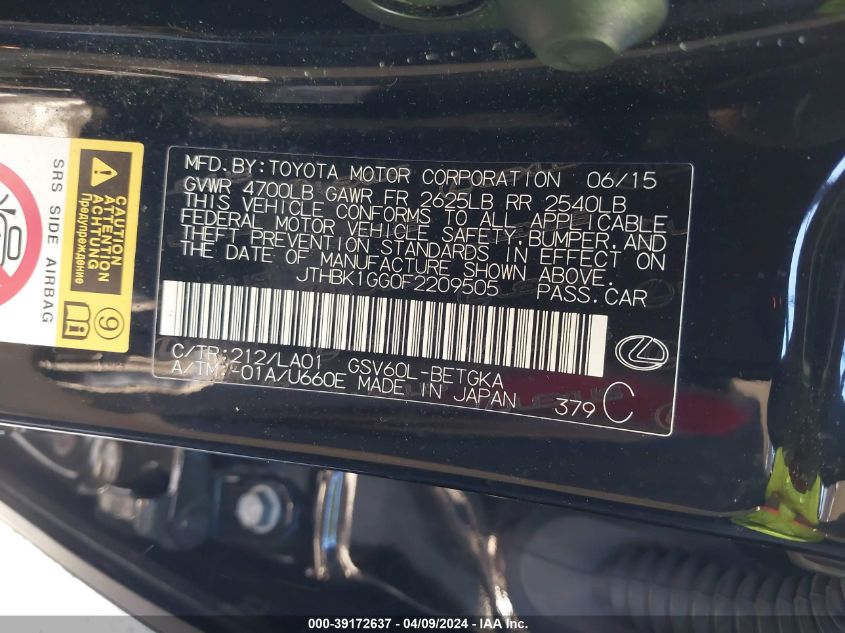 MFD. BY: TOYOTA MOTOR CORPORATION 06/15
GVWR 4700LB GAWR FR 2625LB RR 2540LB
THIS VEHICLE CONFORMS TO ALL APPLICABLE
FEDERAL MOTOR VEHICLE SAFETY, BUMPER, AND
THEFT PREVENTION STANDARDS IN EFFECT ON
THE DATE OF MANUFACTURE SHOWN ABOVE.
JTHBK1GG0F2209505 PASS. CAR
C/TR: 212/LA01 GSV60L-BETGKA
A/TM: -01A/U660E MADE IN JAPAN
379 C
CAUTION
ATTENTION
ACHTUNG
Предупреждение
9
SRS SIDE AIRBAG
000-39172637 - 04/09/2024 - IAA Inc.